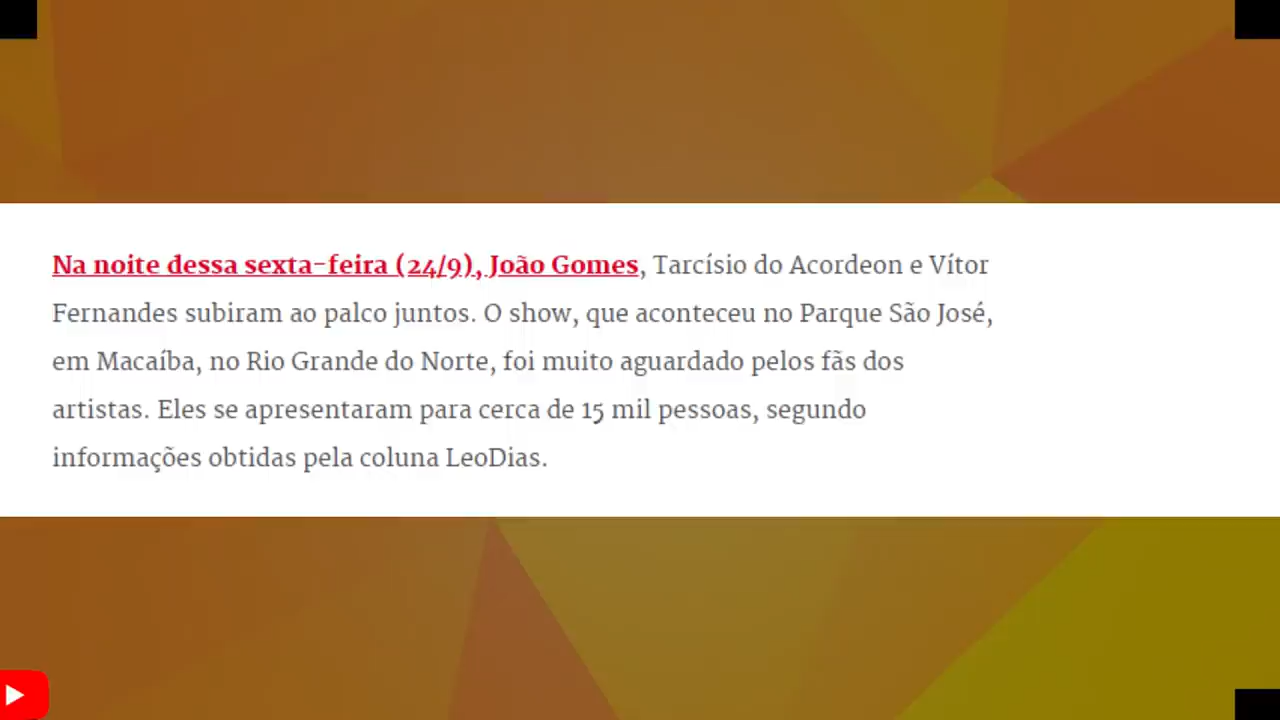 Na noite dessa sexta-feira (24/9), João Gomes, Tarcísio do Acordeon e Vítor
Fernandes subiram ao palco juntos. O show, que aconteceu no Parque São José,
em Macaíba, no Rio Grande do Norte, foi muito aguardado pelos fãs dos
artistas. Eles se apresentaram para cerca de 15 mil pessoas, segundo
informações obtidas pela coluna LeoDias.